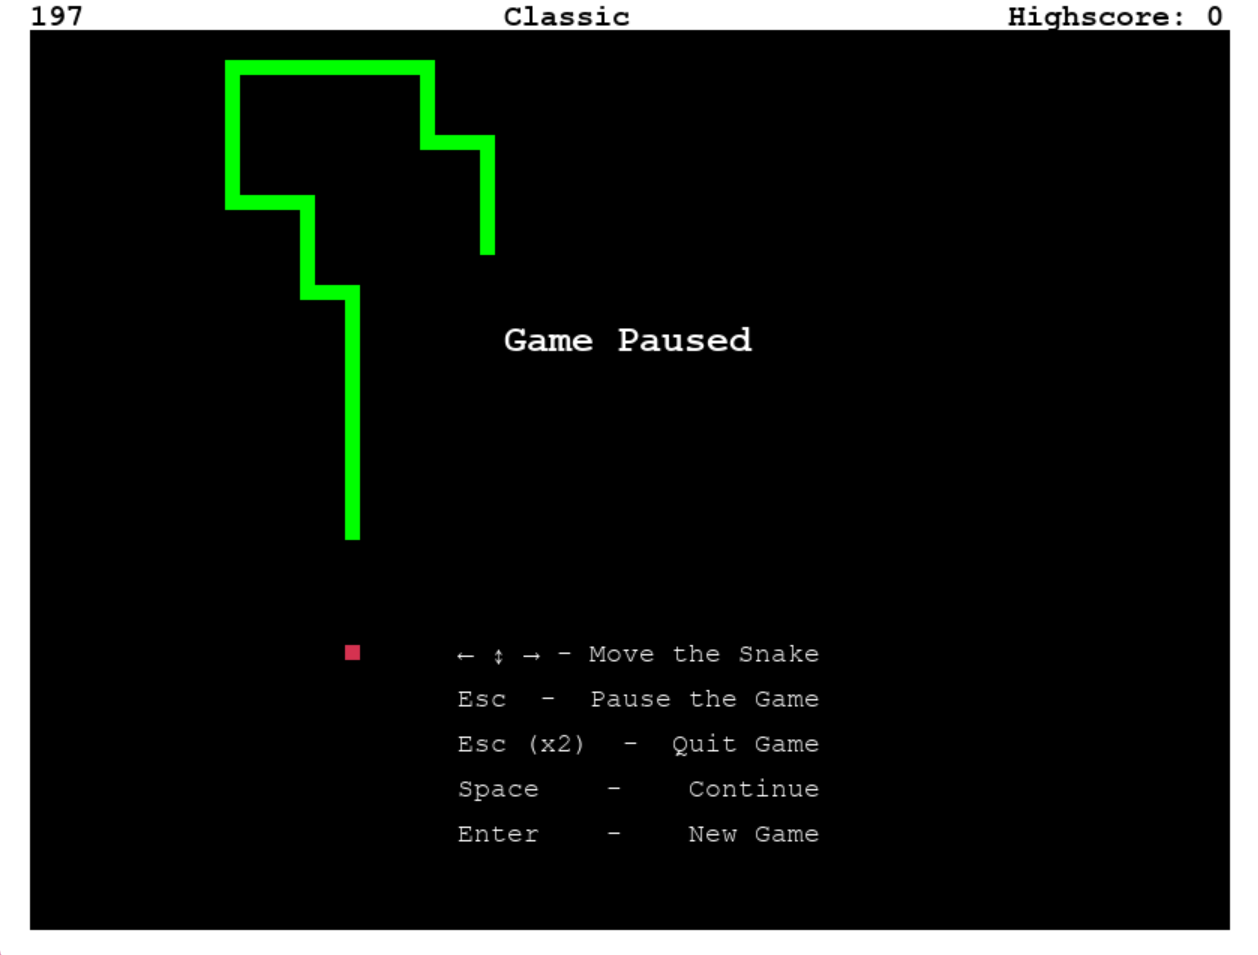 197 Classic Highscore: 0
Game Paused
← ↕ → - Move the Snake
Esc - Pause the Game
Esc (x2) - Quit Game
Space - Continue
Enter - New Game